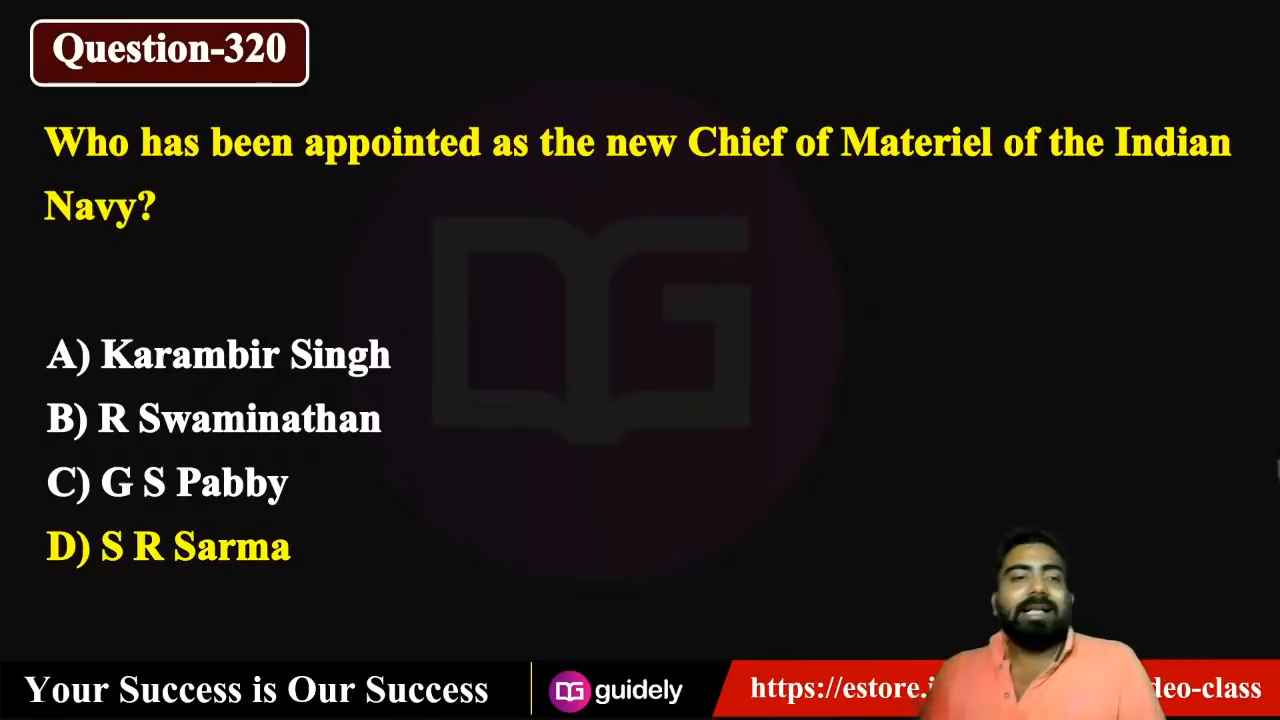 Question-320
Who has been appointed as the new Chief of Materiel of the Indian
Navy?
A) Karambir Singh
B) R Swaminathan
C) G S Pabby
D) S R Sarma
Your Success is Our Success
guidely
https://estore. deo-class